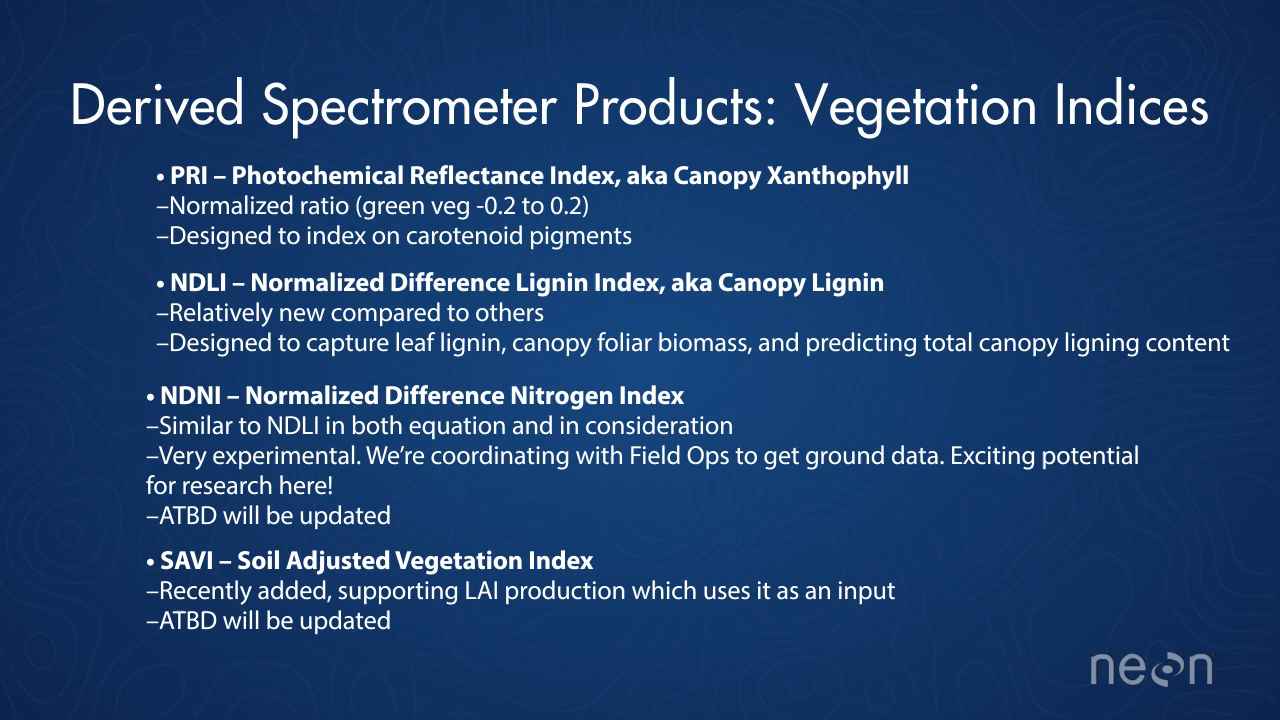 Derived Spectrometer Products: Vegetation Indices
• PRI – Photochemical Reflectance Index, aka Canopy Xanthophyll
–Normalized ratio (green veg -0.2 to 0.2)
–Designed to index on carotenoid pigments
• NDLI – Normalized Difference Lignin Index, aka Canopy Lignin
–Relatively new compared to others
–Designed to capture leaf lignin, canopy foliar biomass, and predicting total canopy ligning content
• NDNI – Normalized Difference Nitrogen Index
–Similar to NDLI in both equation and in consideration
–Very experimental. We’re coordinating with Field Ops to get ground data. Exciting potential
for research here!
–ATBD will be updated
• SAVI – Soil Adjusted Vegetation Index
–Recently added, supporting LAI production which uses it as an input
–ATBD will be updated
neon